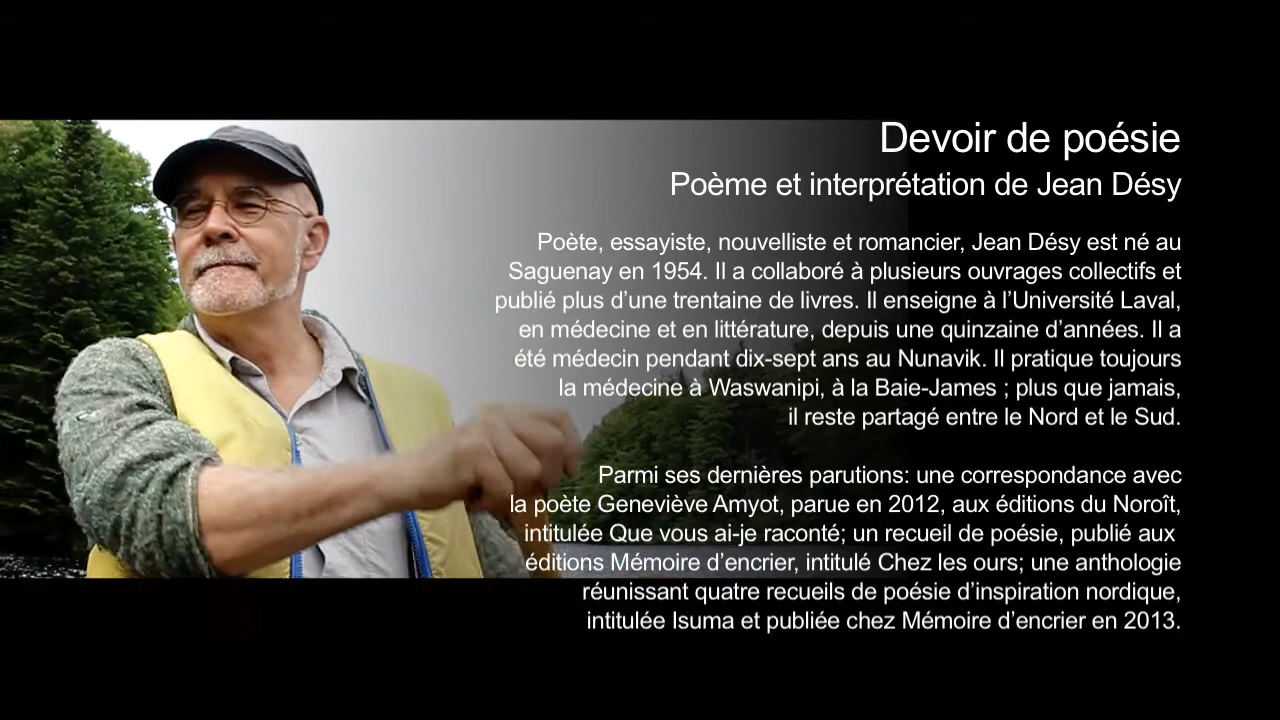 Devoir de poésie
Poème et interprétation de Jean Désy
Poète, essayiste, nouvelliste et romancier, Jean Désy est né au
Saguenay en 1954. Il a collaboré à plusieurs ouvrages collectifs et
publié plus d’une trentaine de livres. Il enseigne à l’Université Laval,
en médecine et en littérature, depuis une quinzaine d’années. Il a
été médecin pendant dix-sept ans au Nunavik. Il pratique toujours
la médecine à Waswanipi, à la Baie-James ; plus que jamais,
il reste partagé entre le Nord et le Sud.
Parmi ses dernières parutions: une correspondance avec
la poète Geneviève Amyot, parue en 2012, aux éditions du Noroît,
intitulée Que vous ai-je raconté; un recueil de poésie, publié aux
éditions Mémoire d’encrier, intitulé Chez les ours; une anthologie
réunissant quatre recueils de poésie d’inspiration nordique,
intitulée Isuma et publiée chez Mémoire d’encrier en 2013.